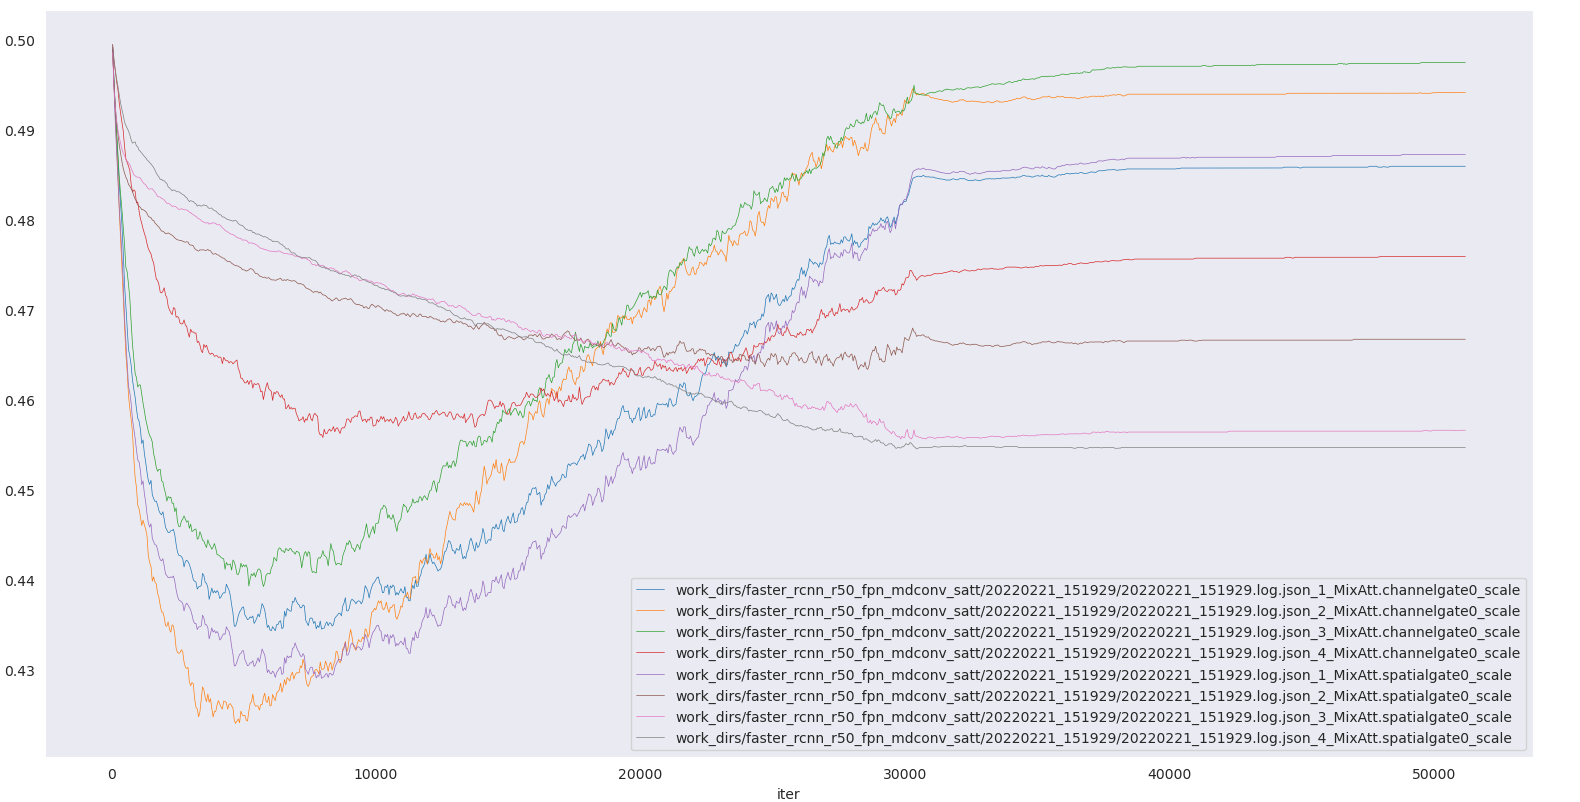 0.50
0.49
0.48
0.47
0.46
0.45
0.44
0.43
work_dirs/faster_rcnn_r50_fpn_mdconv_satt/20220221_151929/20220221_151929.log.json_1_MixAtt.channelgate0_scale
work_dirs/faster_rcnn_r50_fpn_mdconv_satt/20220221_151929/20220221_151929.log.json_2_MixAtt.channelgate0_scale
work_dirs/faster_rcnn_r50_fpn_mdconv_satt/20220221_151929/20220221_151929.log.json_3_MixAtt.channelgate0_scale
work_dirs/faster_rcnn_r50_fpn_mdconv_satt/20220221_151929/20220221_151929.log.json_4_MixAtt.channelgate0_scale
work_dirs/faster_rcnn_r50_fpn_mdconv_satt/20220221_151929/20220221_151929.log.json_1_MixAtt.spatialgate0_scale
work_dirs/faster_rcnn_r50_fpn_mdconv_satt/20220221_151929/20220221_151929.log.json_2_MixAtt.spatialgate0_scale
work_dirs/faster_rcnn_r50_fpn_mdconv_satt/20220221_151929/20220221_151929.log.json_3_MixAtt.spatialgate0_scale
work_dirs/faster_rcnn_r50_fpn_mdconv_satt/20220221_151929/20220221_151929.log.json_4_MixAtt.spatialgate0_scale
0 10000 20000 30000 40000 50000
iter